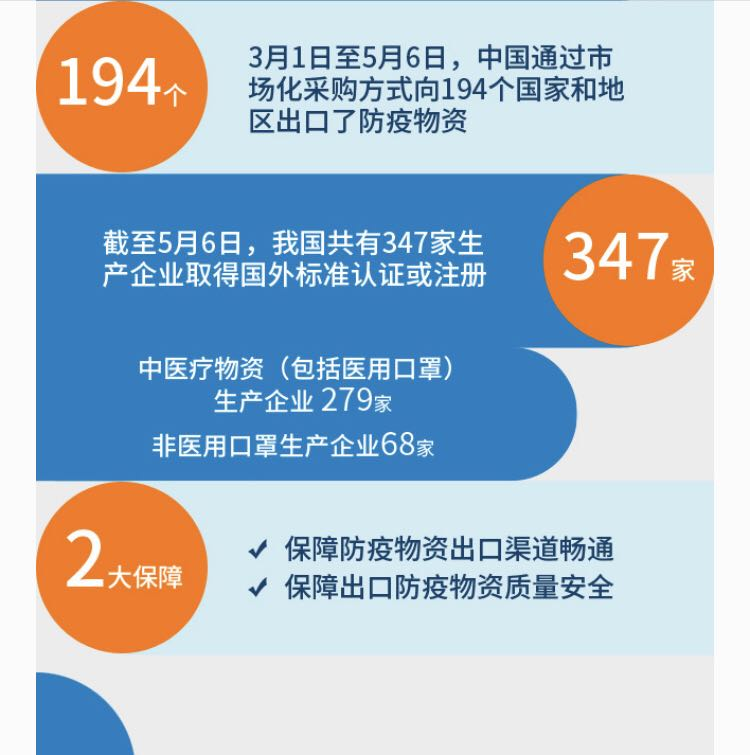 194个
3月1日至5月6日，中国通过市
场化采购方式向194个国家和地
区出口了防疫物资
截至5月6日，我国共有347家生
产企业取得国外标准认证或注册
347家
中医疗物资（包括医用口罩）
生产企业 279家
非医用口罩生产企业68家
2大保障
保障防疫物资出口渠道畅通
保障出口防疫物资质量安全